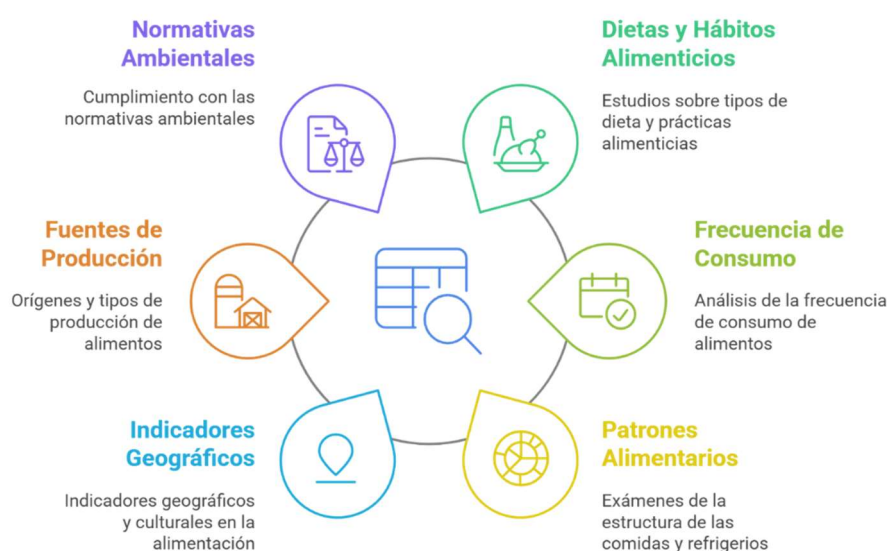 Normativas
Ambientales
Cumplimiento con las
normativas ambientales
Dietas y Hábitos
Alimenticios
Estudios sobre tipos de
dieta y prácticas
alimenticias
Fuentes de
Producción
Orígenes y tipos de
producción de
alimentos
Frecuencia de
Consumo
Análisis de la frecuencia
de consumo de
alimentos
Indicadores
Geográficos
Indicadores geográficos
y culturales en la
alimentación
Patrones
Alimentarios
Exámenes de la
estructura de las
comidas y refrigerios